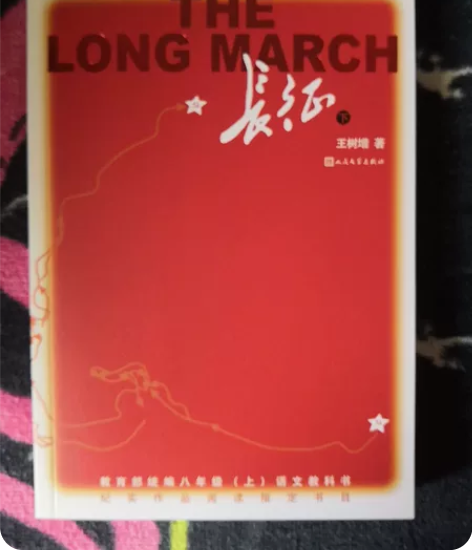 THE
LONG MARCH
長征 下
王树增 著
人民文学出版社
教育部统编八年级（上）语文教科书
纪实作品阅读指定书目